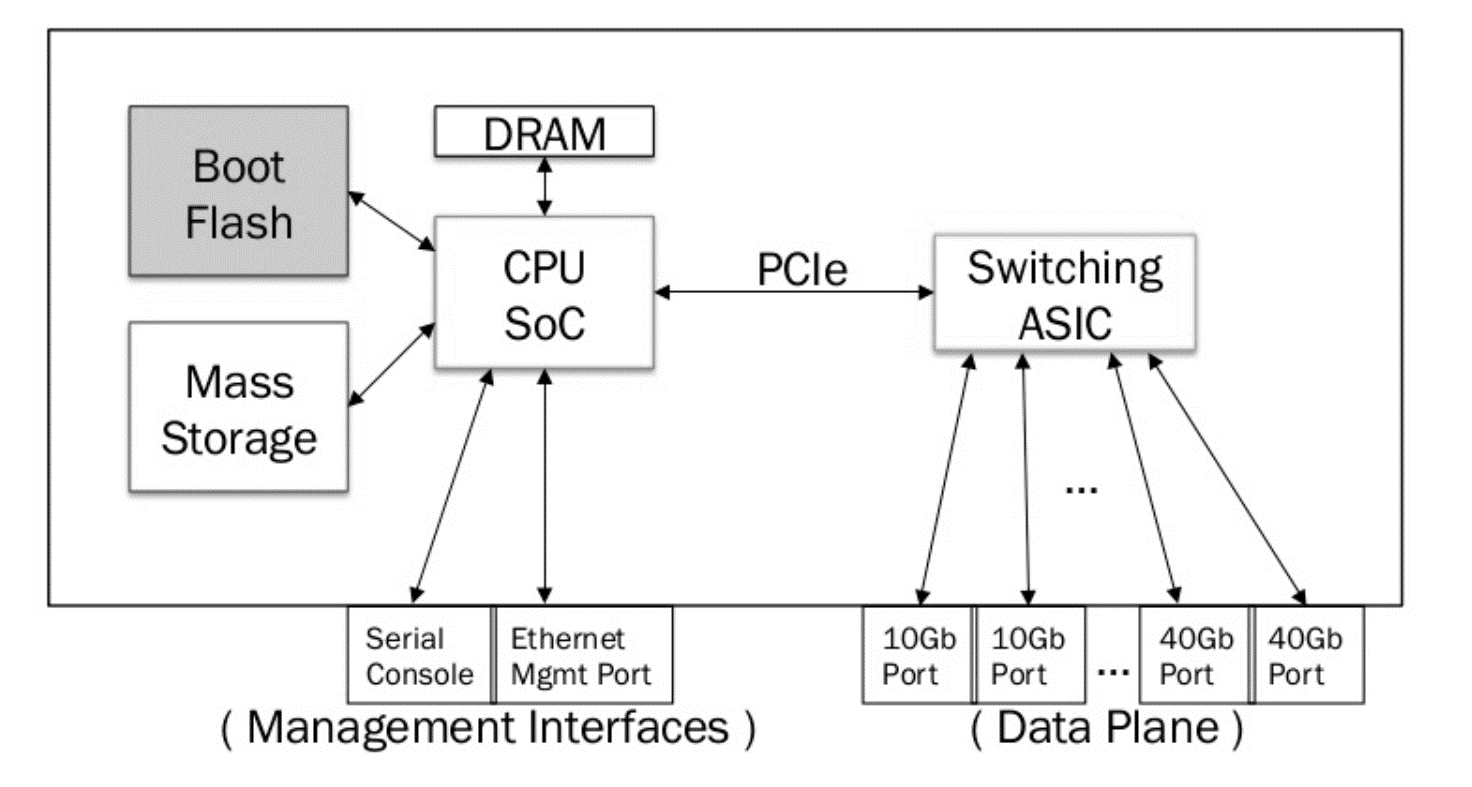 Boot
Flash
DRAM
CPU
SoC
PCIe
Switching
ASIC
Mass
Storage
...
Serial
Console
Ethernet
Mgmt Port
10Gb
Port
10Gb
Port
...
40Gb
Port
40Gb
Port
( Management Interfaces )
( Data Plane )